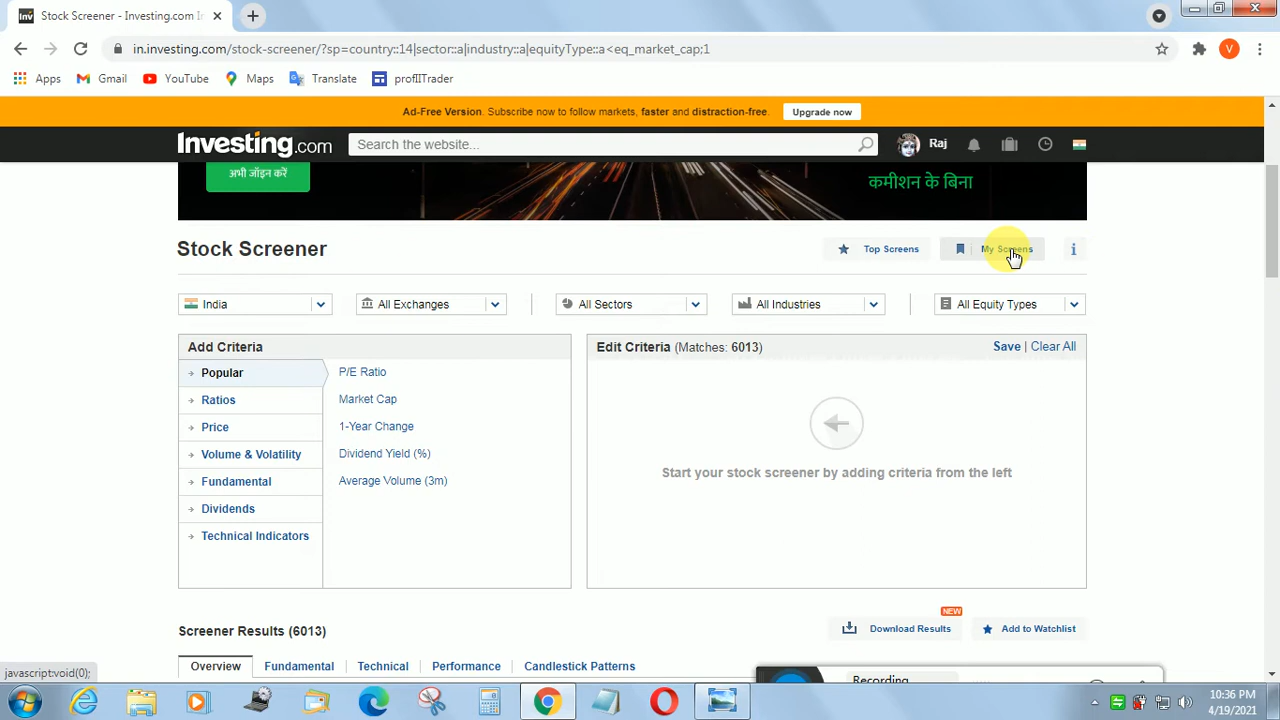 Stock Screener - Investing.com In
in.investing.com/stock-screener/?sp=country::14|sector::a|industry::a|equityType::a<eq_market_cap;1
V
Apps Gmail YouTube Maps Translate profIITrader
Ad-Free Version. Subscribe now to follow markets, faster and distraction-free. Upgrade now
Investing.com Search the website... Raj
अभी जॉइन करें
कमीशन के बिना
Stock Screener Top Screens My Screens i
India All Exchanges All Sectors All Industries All Equity Types
Add Criteria
Edit Criteria (Matches: 6013) Save | Clear All
Popular P/E Ratio
Ratios Market Cap
Price 1-Year Change
Volume & Volatility Dividend Yield (%)
Fundamental Average Volume (3m)
Dividends
Technical Indicators
Start your stock screener by adding criteria from the left
NEW
Screener Results (6013) Download Results Add to Watchlist
Overview Fundamental Technical Performance Candlestick Patterns
javascript:void(0);
Recording
10:36 PM
4/19/2021